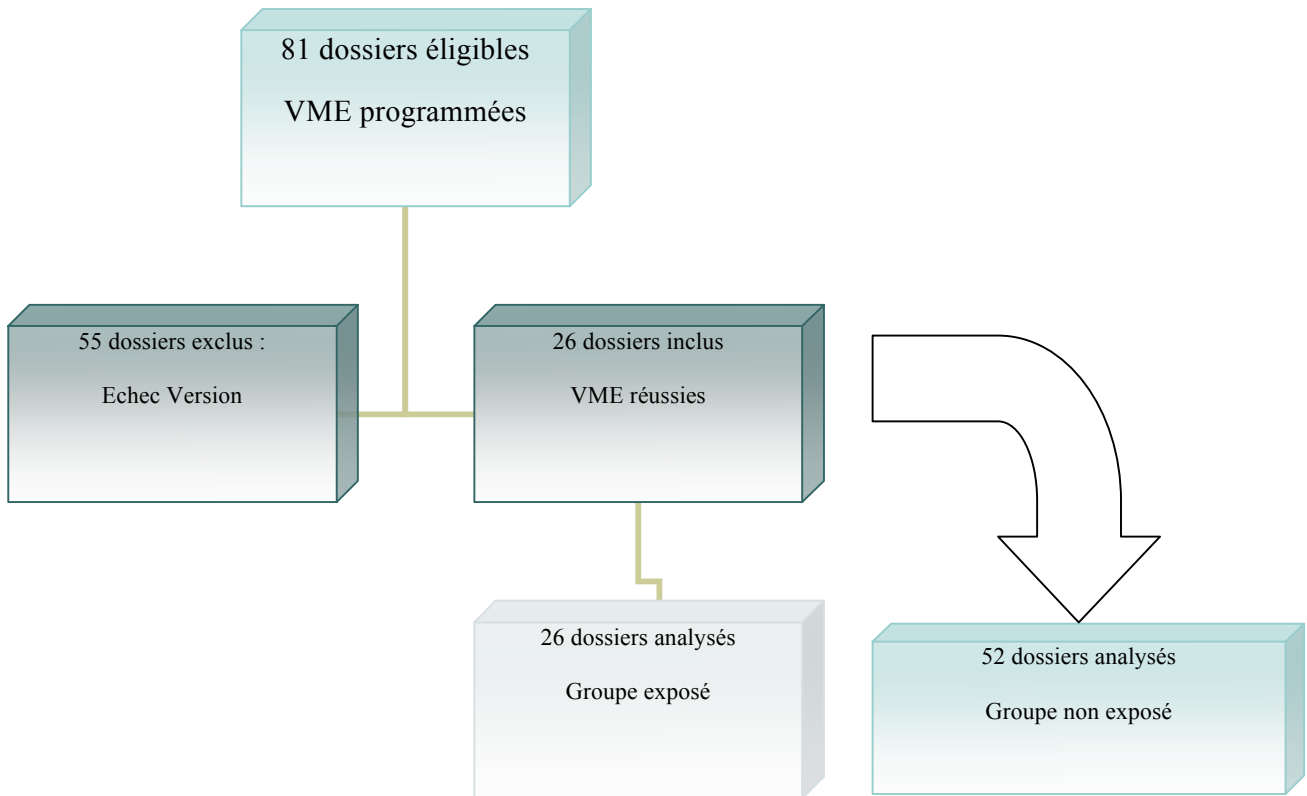 81 dossiers éligibles
VME programmées
55 dossiers exclus :
Echec Version
26 dossiers inclus
VME réussies
26 dossiers analysés
Groupe exposé
52 dossiers analysés
Groupe non exposé